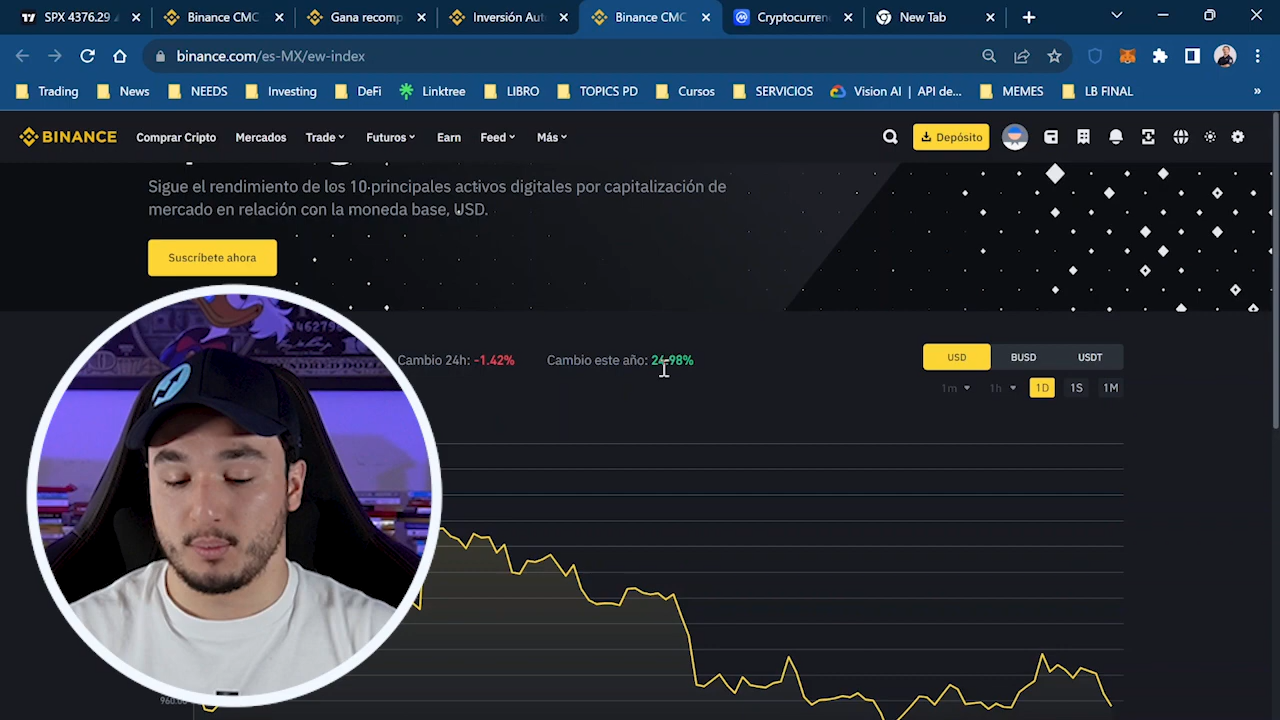 SPX 4376.29
Binance CMC
Gana recomp
Inversión Aut
Binance CMC
Cryptocurren
New Tab
binance.com/es-MX/ew-index
Trading
News
NEEDS
Investing
DeFi
Linktree
LIBRO
TOPICS PD
Cursos
SERVICIOS
Vision AI | API de...
MEMES
LB FINAL
»
BINANCE
Comprar Cripto
Mercados
Trade
Futuros
Earn
Feed
Más
Depósito
Sigue el rendimiento de los 10 principales activos digitales por capitalización de
mercado en relación con la moneda base, USD.
Suscríbete ahora
Cambio 24h: -1.42%
Cambio este año:
USD
BUSD
USDT
1m
1h
1D
1S
1M
960.00